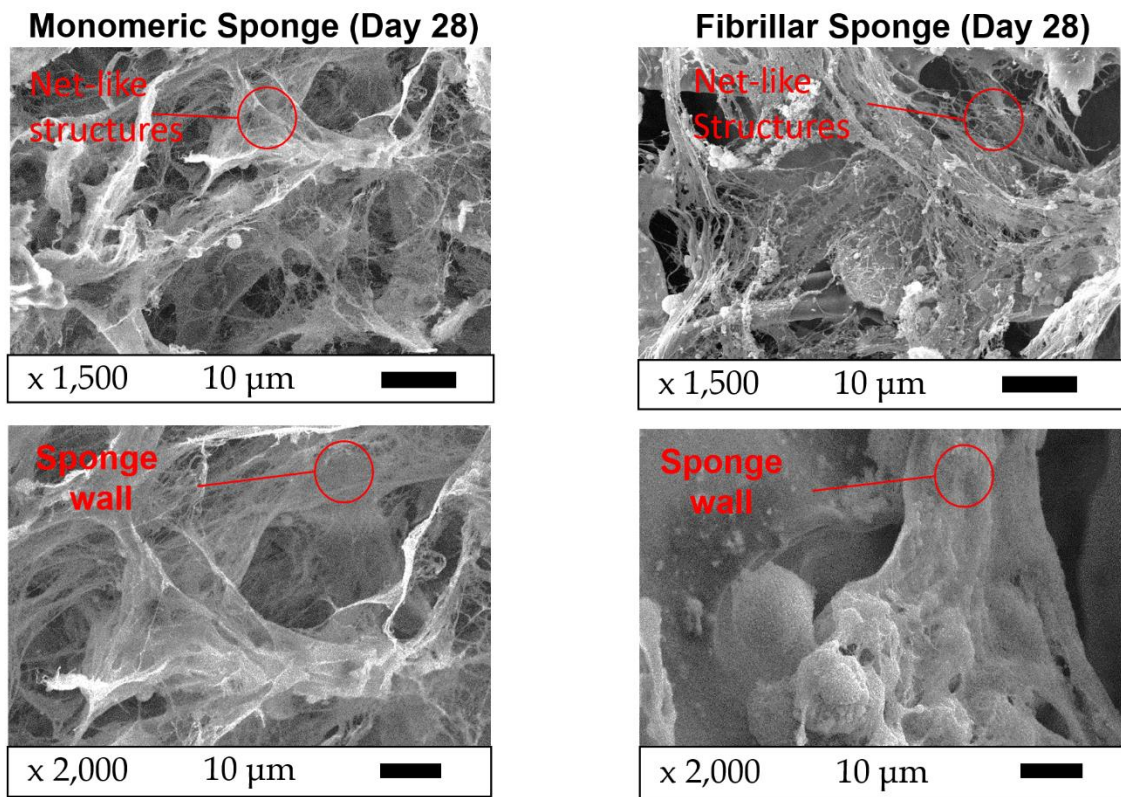 Monomeric Sponge (Day 28)
Net-like
structures
x 1,500 10 µm
Sponge
wall
x 2,000 10 µm
Fibrillar Sponge (Day 28)
Net-like
Structures
x 1,500 10 µm
Sponge
wall
x 2,000 10 µm